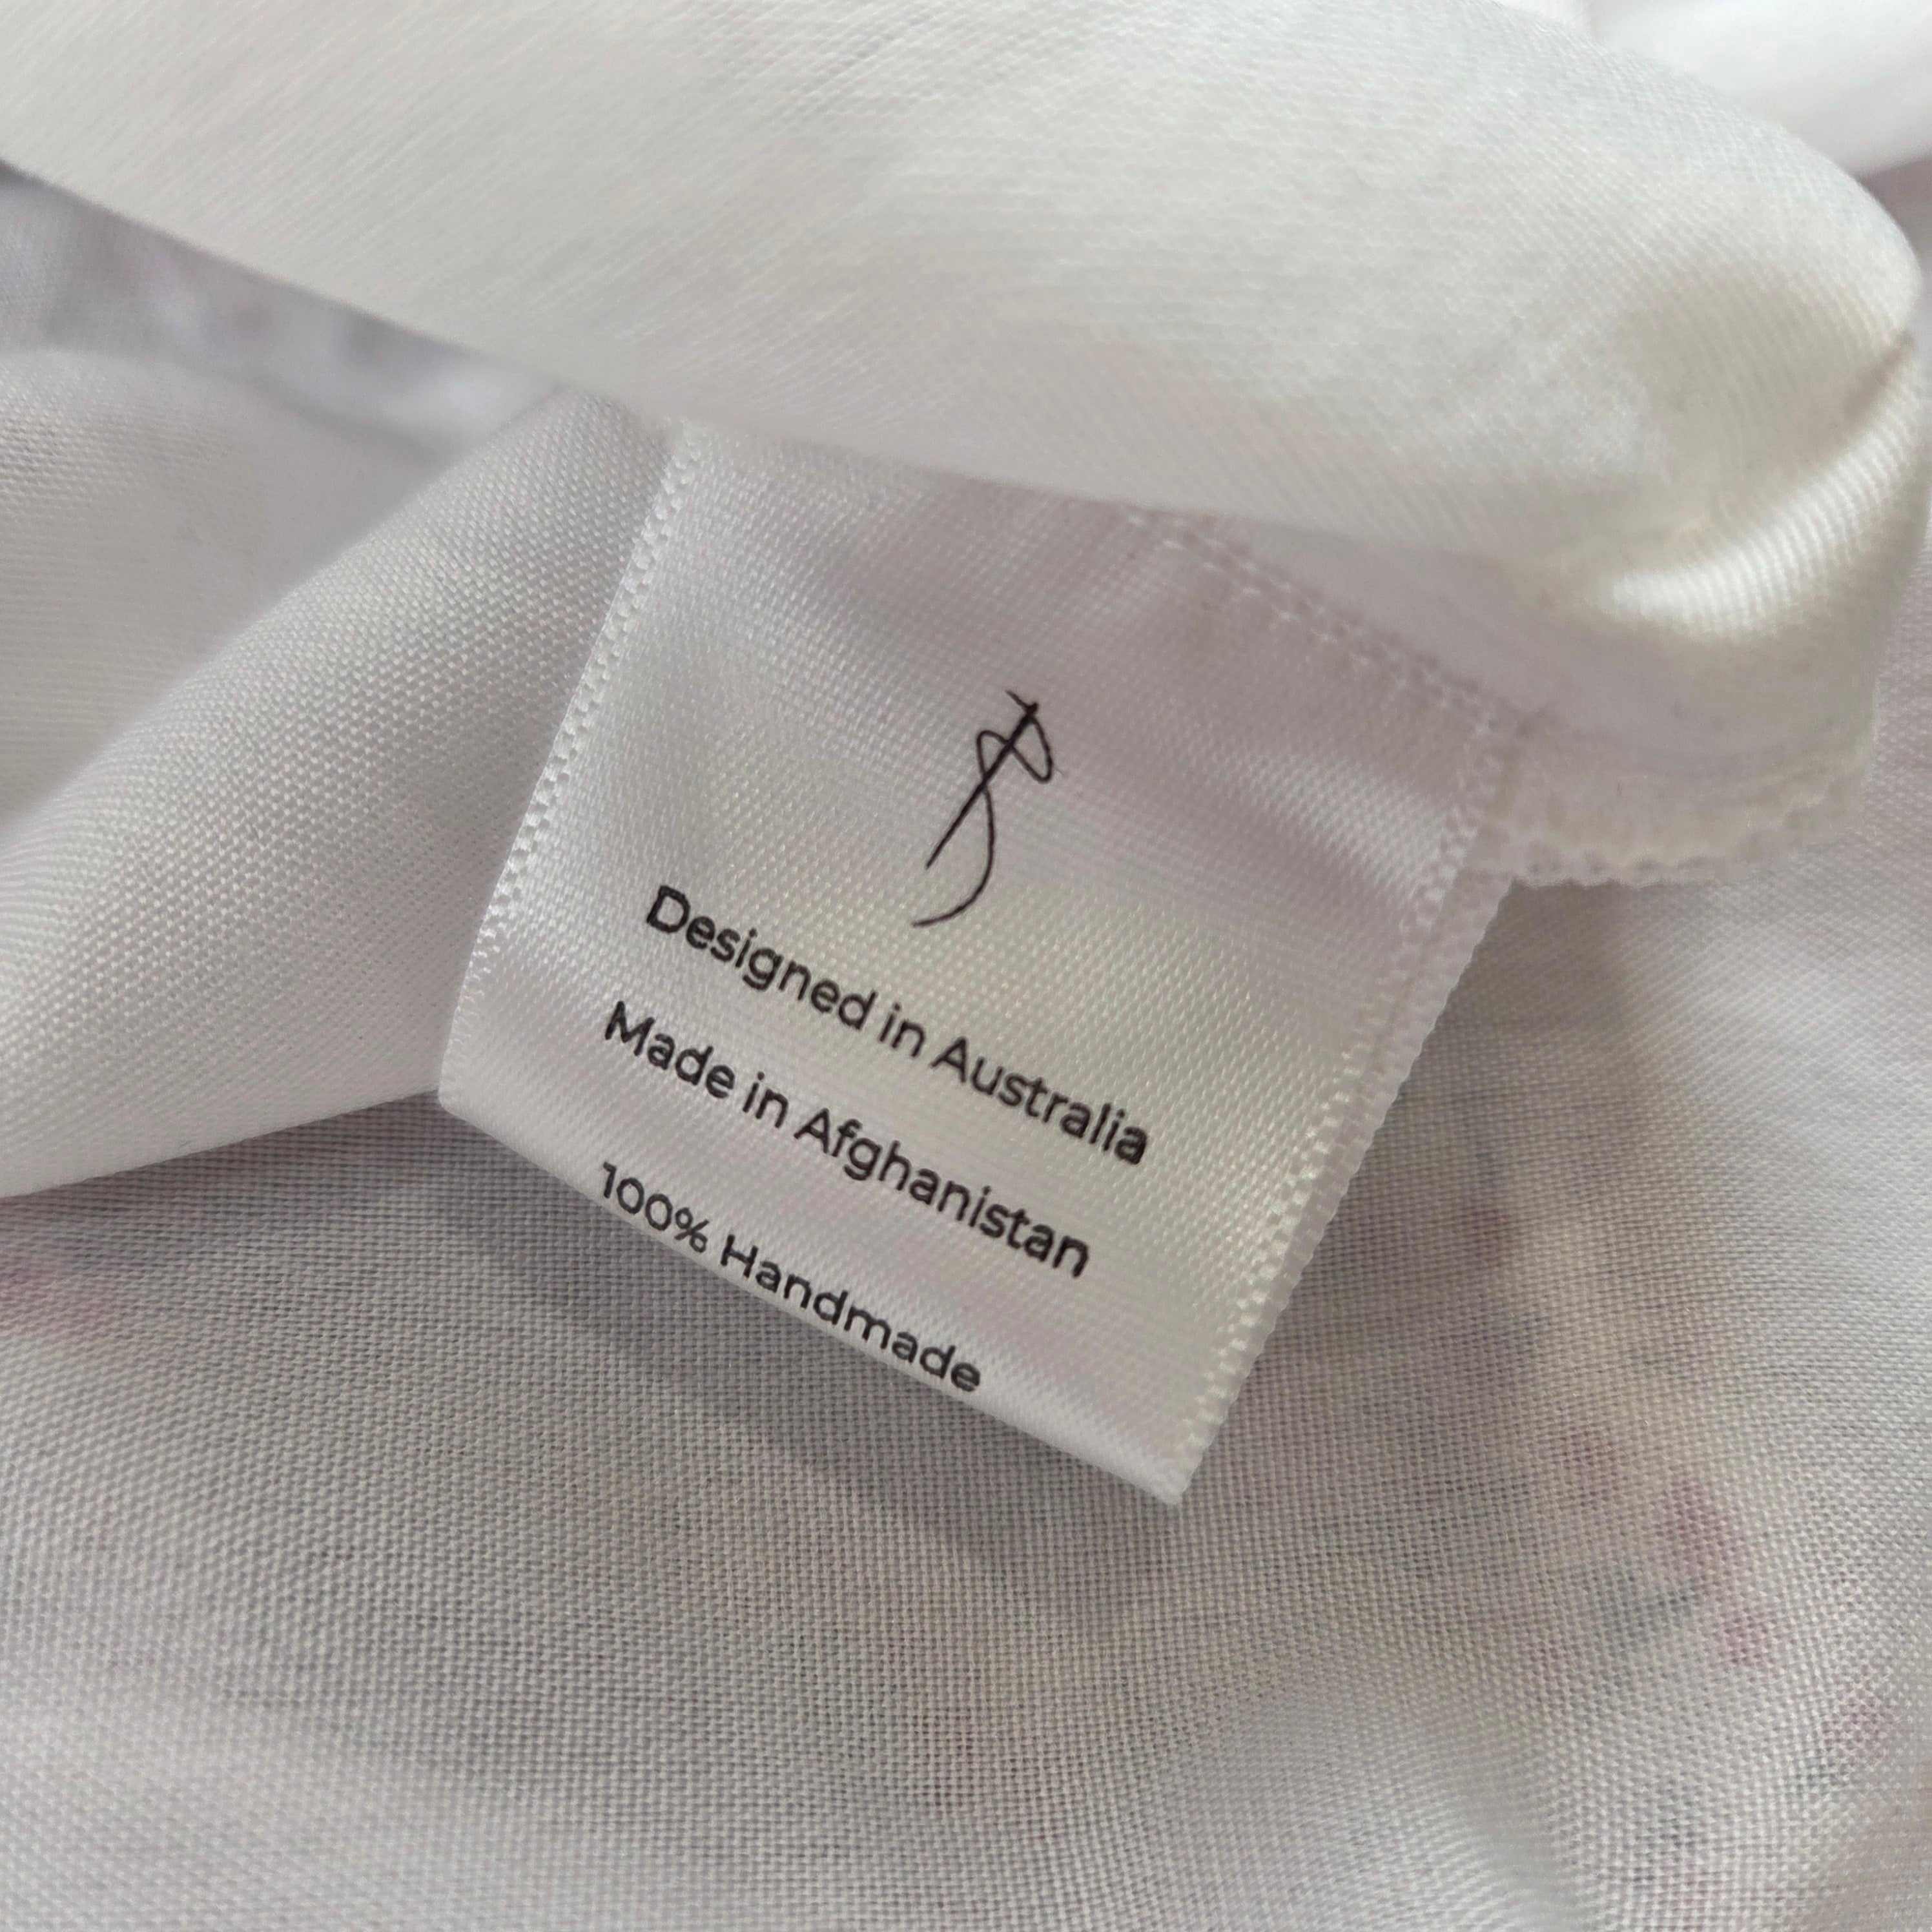 Designed in Australia
Made in Afghanistan
100% Handmade